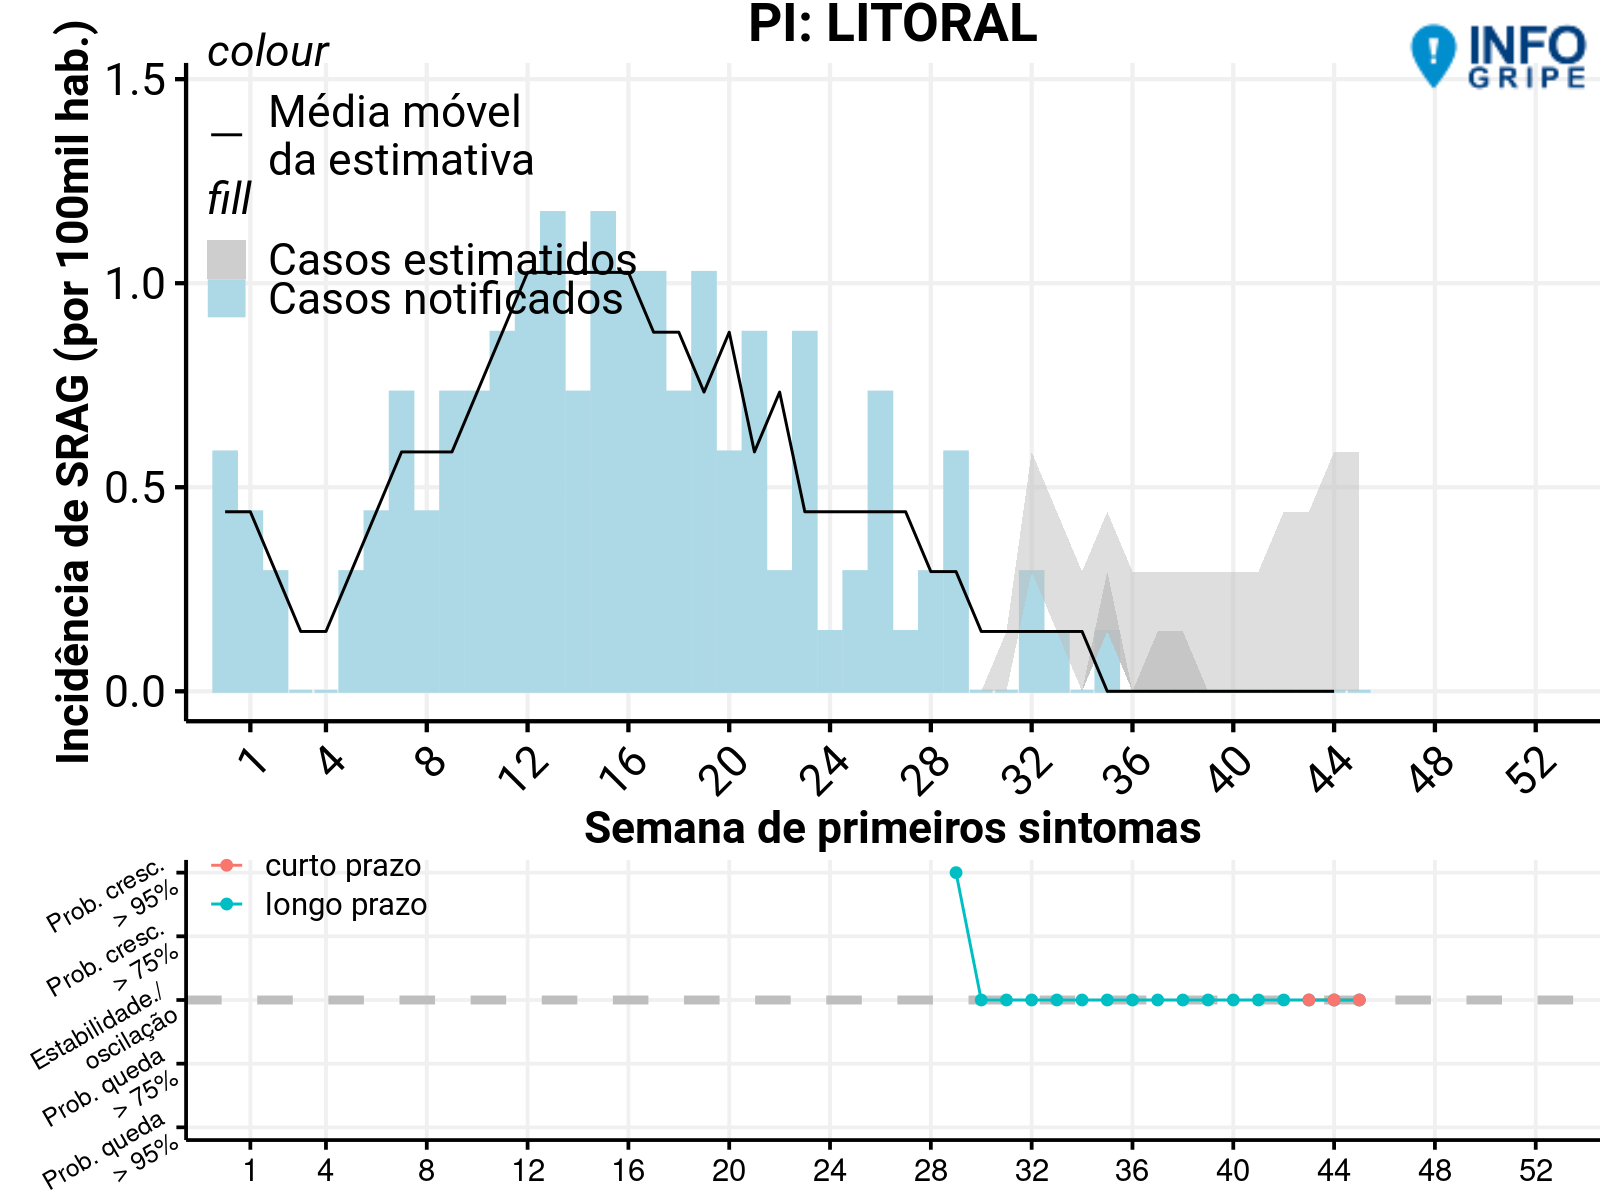 PI: LITORAL
INFO
GRIPE
Incidência de SRAG (por 100mil hab.)
colour
Média móvel
da estimativa
fill
Casos estimatidos
Casos notificados
1.5
1.0
0.5
0.0
1 4 8 12 16 20 24 28 32 36 40 44 48 52
Semana de primeiros sintomas
curto prazo
longo prazo
Prob. cresc.
> 95%
Prob. cresc.
> 75%
Estabilidade./
oscilação
Prob. queda
> 75%
Prob. queda
> 95%
1 4 8 12 16 20 24 28 32 36 40 44 48 52